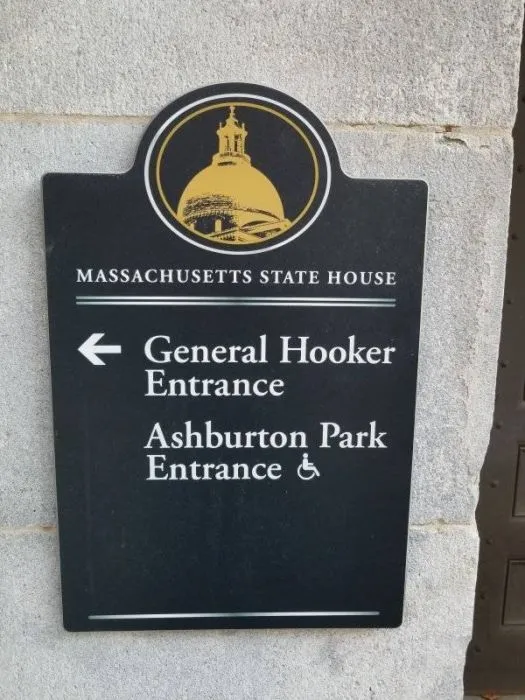 MASSACHUSETTS STATE HOUSE
General Hooker
Entrance
Ashburton Park
Entrance